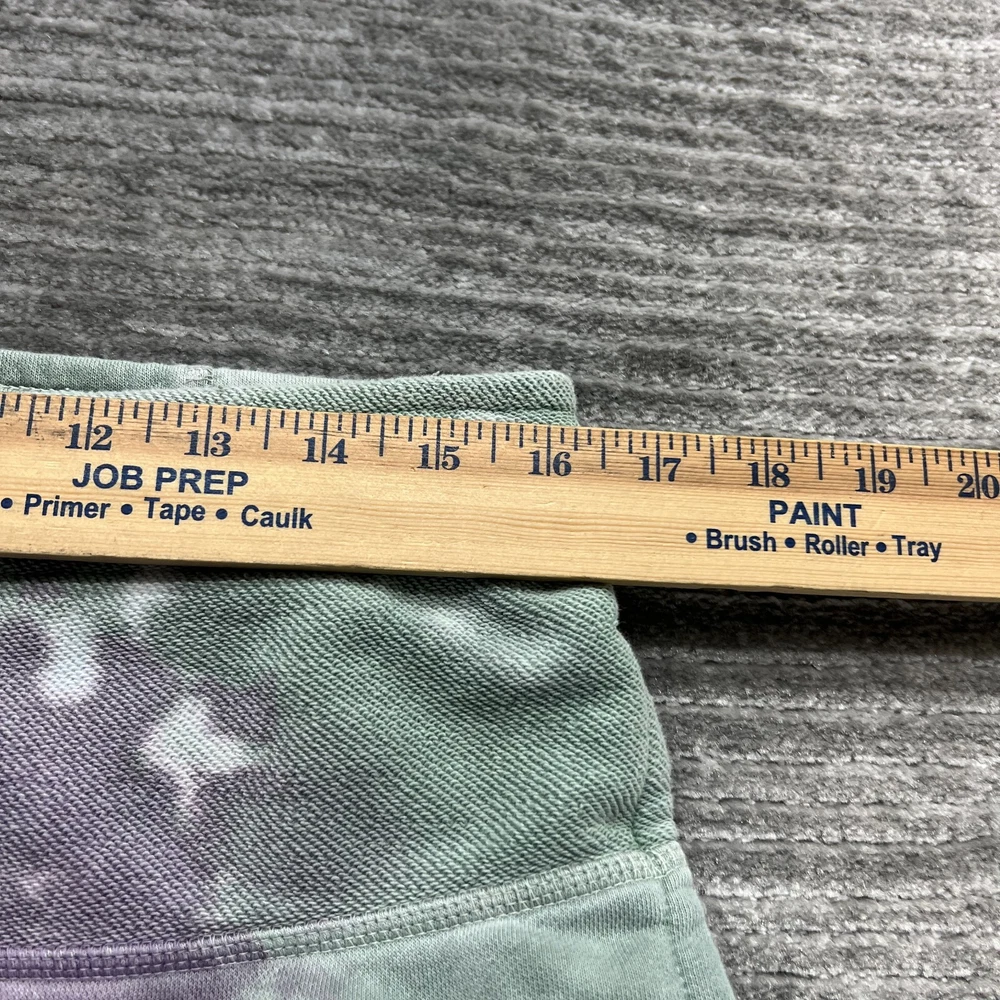 12 13 14 15 16 17 18 19 20
JOB PREP
• Primer • Tape • Caulk
PAINT
• Brush • Roller • Tray